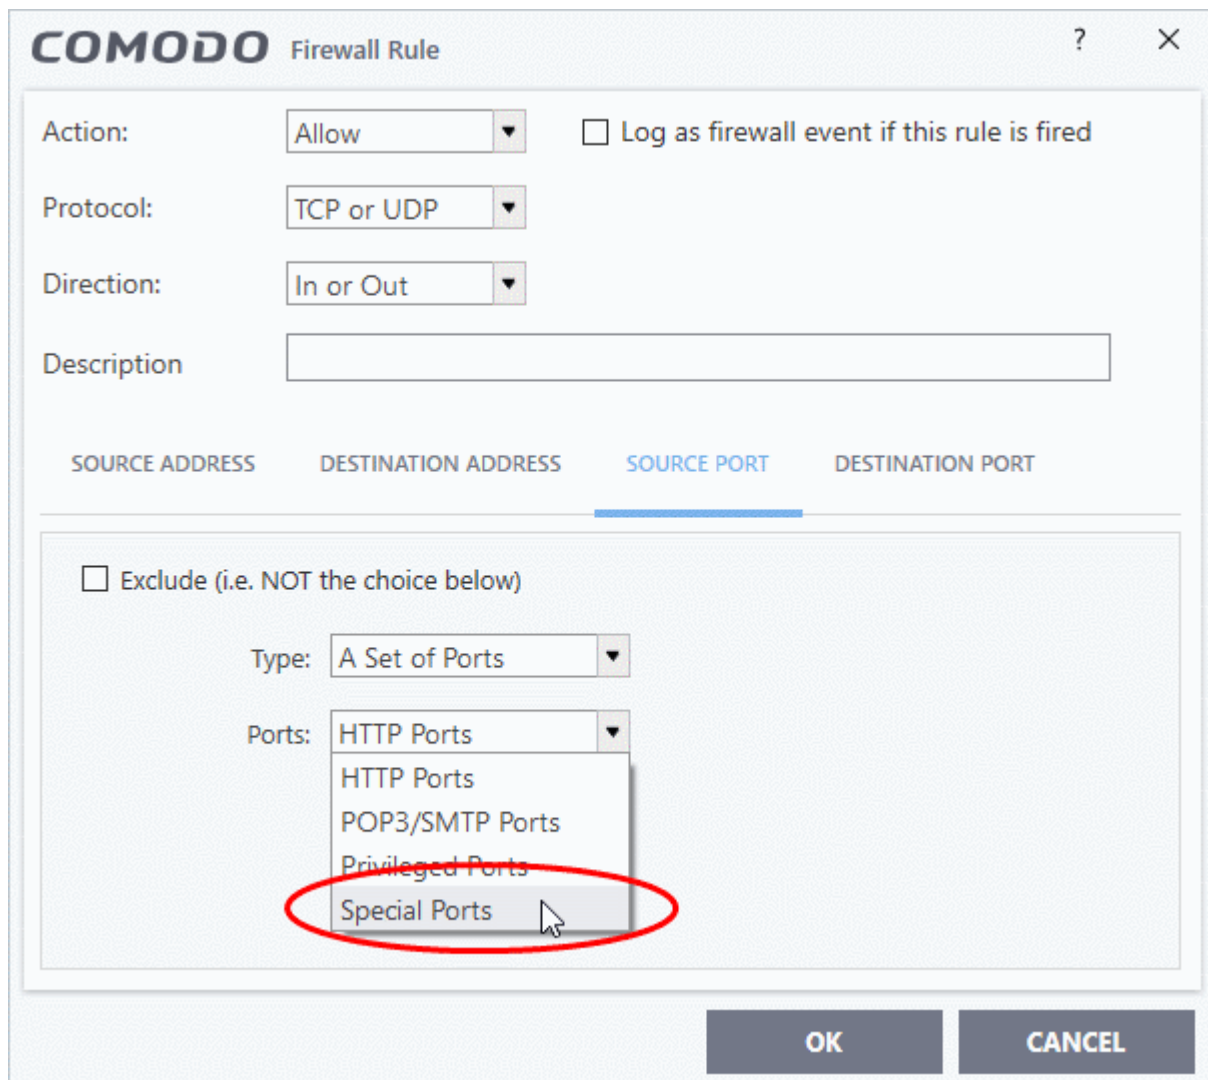 COMODO Firewall Rule ? X
Action: Allow Log as firewall event if this rule is fired
Protocol: TCP or UDP
Direction: In or Out
Description
SOURCE ADDRESS DESTINATION ADDRESS SOURCE PORT DESTINATION PORT
Exclude (i.e. NOT the choice below)
Type: A Set of Ports
Ports: HTTP Ports
HTTP Ports
POP3/SMTP Ports
Privileged Ports
Special Ports
OK CANCEL